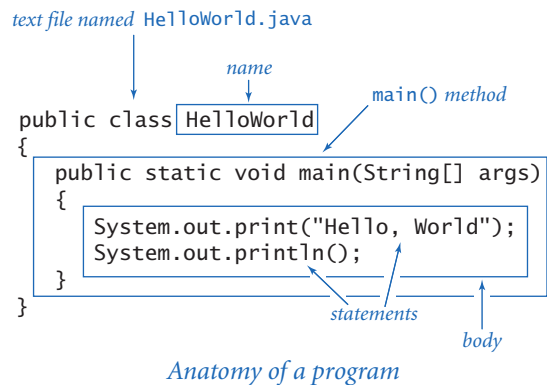 text file named HelloWorld.java
name
main() method
public class HelloWorld
{
public static void main(String[] args)
{
System.out.print("Hello, World");
System.out.println();
}
}
statements
body
Anatomy of a program